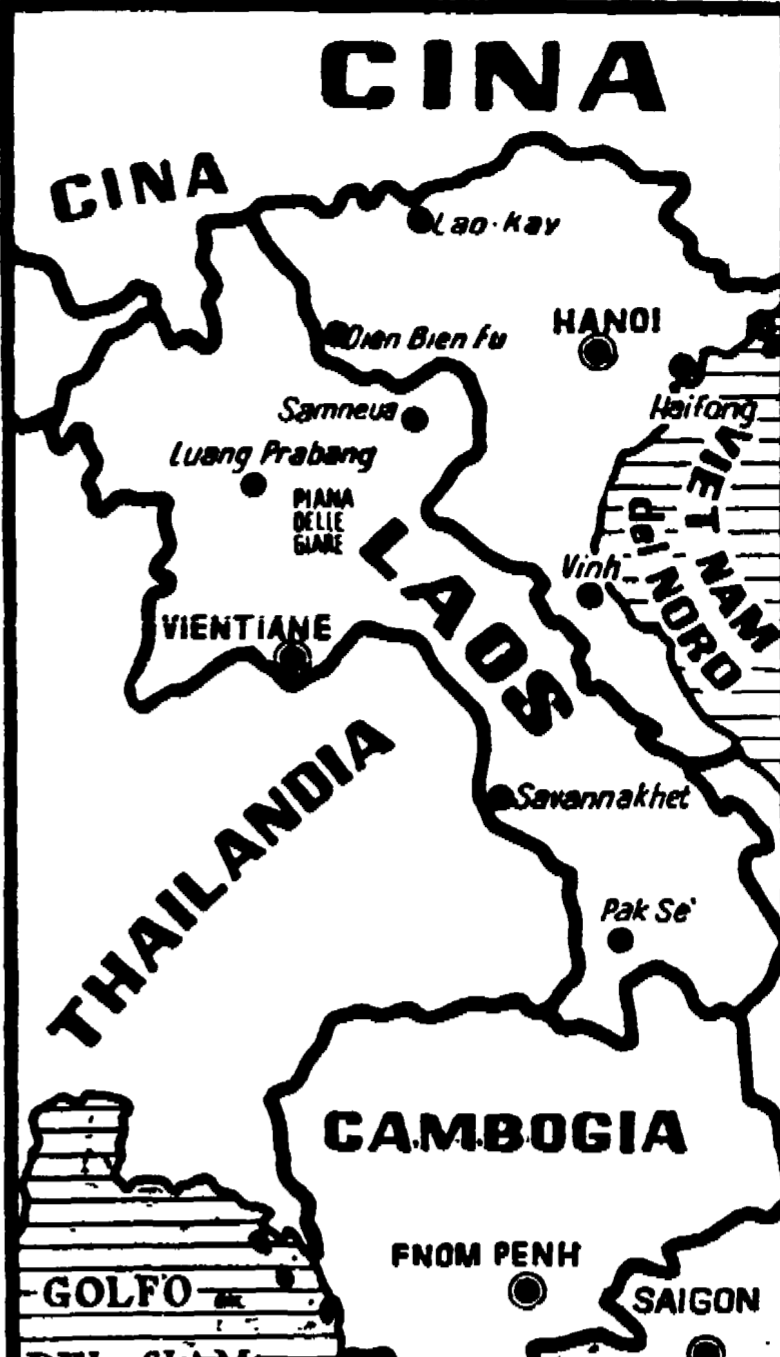 CINA
CINA
Lao-Kay
HANOI
Dien Bien Fu
Haifong
Samneua
Luang Prabang
PIANA
DELLE
GIARE
LAOS
VIET NAM
del NORD
Vinh
VIENTIANE
THAILANDIA
Savannakhet
Pak Se'
CAMBOGIA
FNOM PENH
GOLFO
SAIGON